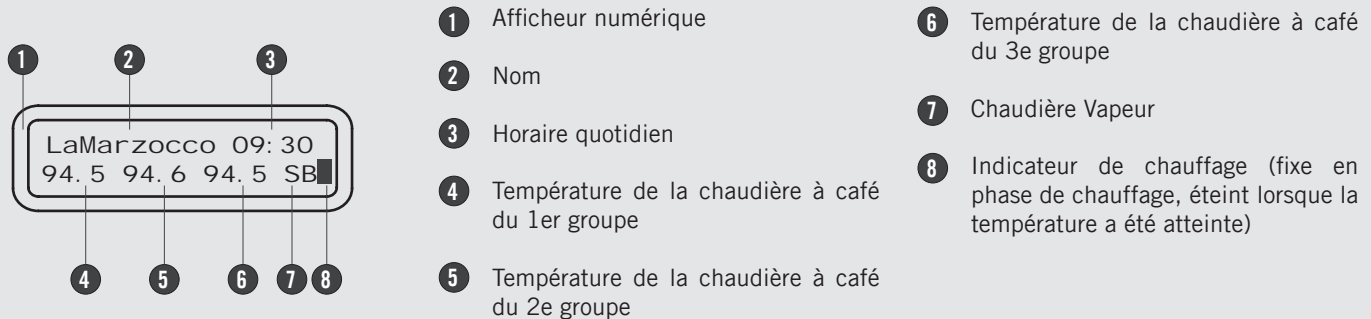 1 2 3
LaMarzocco 09:30
94.5 94.6 94.5 SB
4 5 6 7 8
1 Afficheur numérique
2 Nom
3 Horaire quotidien
4 Température de la chaudière à café
du 1er groupe
5 Température de la chaudière à café
du 2e groupe
6 Température de la chaudière à café
du 3e groupe
7 Chaudière Vapeur
8 Indicateur de chauffage (fixe en
phase de chauffage, éteint lorsque la
température a été atteinte)